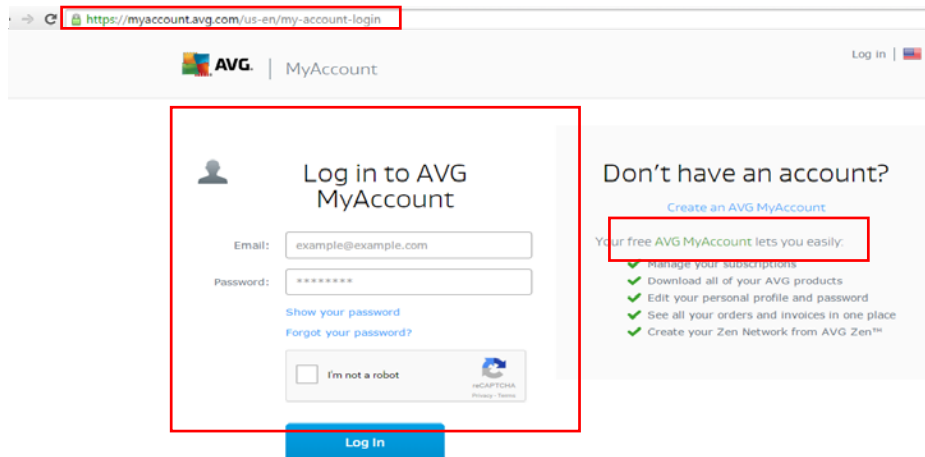 https://myaccount.avg.com/us-en/my-account-login
AVG. | MyAccount
Log in |
Log in to AVG
MyAccount
Email: example@example.com
Password: ********
Show your password
Forgot your password?
I'm not a robot
reCAPTCHA
Privacy - Terms
Log In
Don't have an account?
Create an AVG MyAccount
Your free AVG MyAccount lets you easily:
Manage your subscriptions
Download all of your AVG products
Edit your personal profile and password
See all your orders and invoices in one place
Create your Zen Network from AVG Zen™